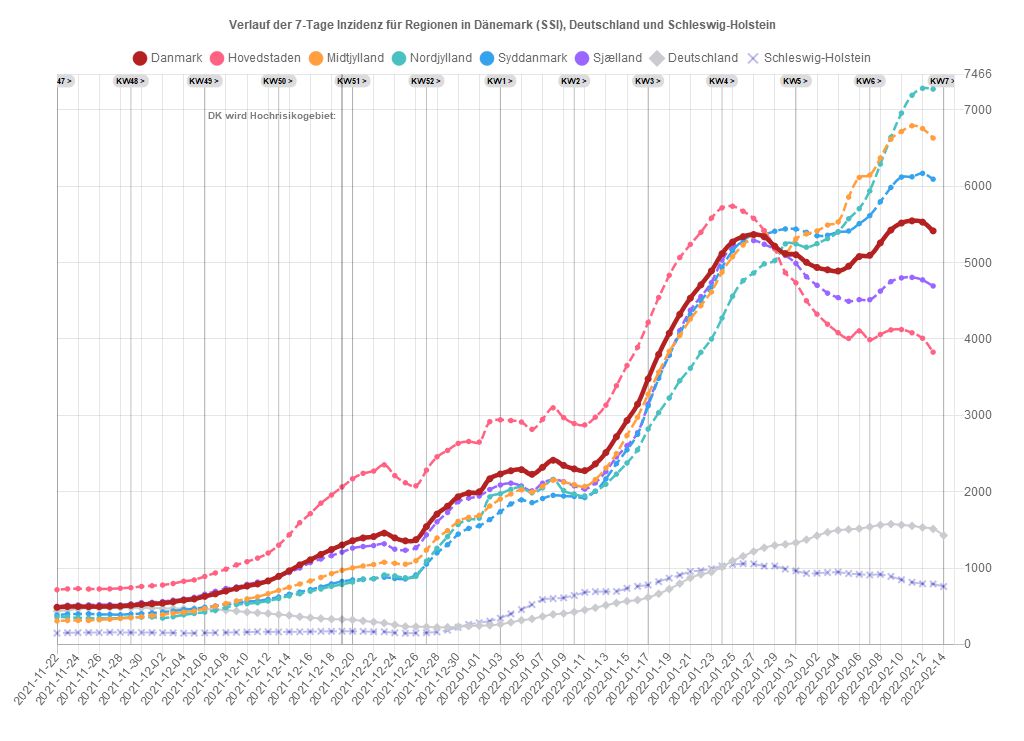 Verlauf der 7-Tage Inzidenz für Regionen in Dänemark (SSI), Deutschland und Schleswig-Holstein
Danmark Hovedstaden Midtjylland Nordjylland Syddanmark Sjælland Deutschland Schleswig-Holstein
47 > KW48 > KW49 > KW50 > KW51 > KW52 > KW1 > KW2 > KW3 > KW4 > KW5 > KW6 > KW7 >
7466
7000
DK wird Hochrisikogebiet:
6000
5000
4000
3000
2000
1000
0
2021-11-22 2021-11-24 2021-11-26 2021-11-28 2021-11-30 2021-12-02 2021-12-04 2021-12-06 2021-12-08 2021-12-10 2021-12-12 2021-12-14 2021-12-16 2021-12-18 2021-12-20 2021-12-22 2021-12-24 2021-12-26 2021-12-28 2021-12-30 2022-01-01 2022-01-03 2022-01-05 2022-01-07 2022-01-09 2022-01-11 2022-01-13 2022-01-15 2022-01-17 2022-01-19 2022-01-21 2022-01-23 2022-01-25 2022-01-27 2022-01-29 2022-01-31 2022-02-02 2022-02-04 2022-02-06 2022-02-08 2022-02-10 2022-02-12 2022-02-14